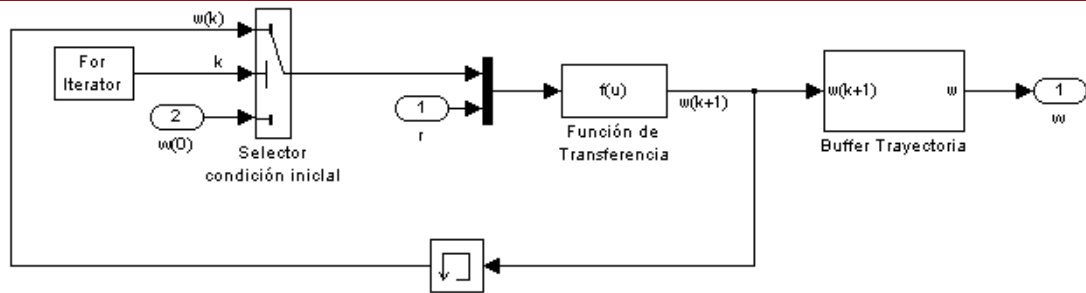 w(k)
For
Iterator
k
2
w(0)
Selector
condición inicial
1
r
f(u)
Función de
Transferencia
w(k+1)
w(k+1)
w
Buffer Trayectoria
1
w